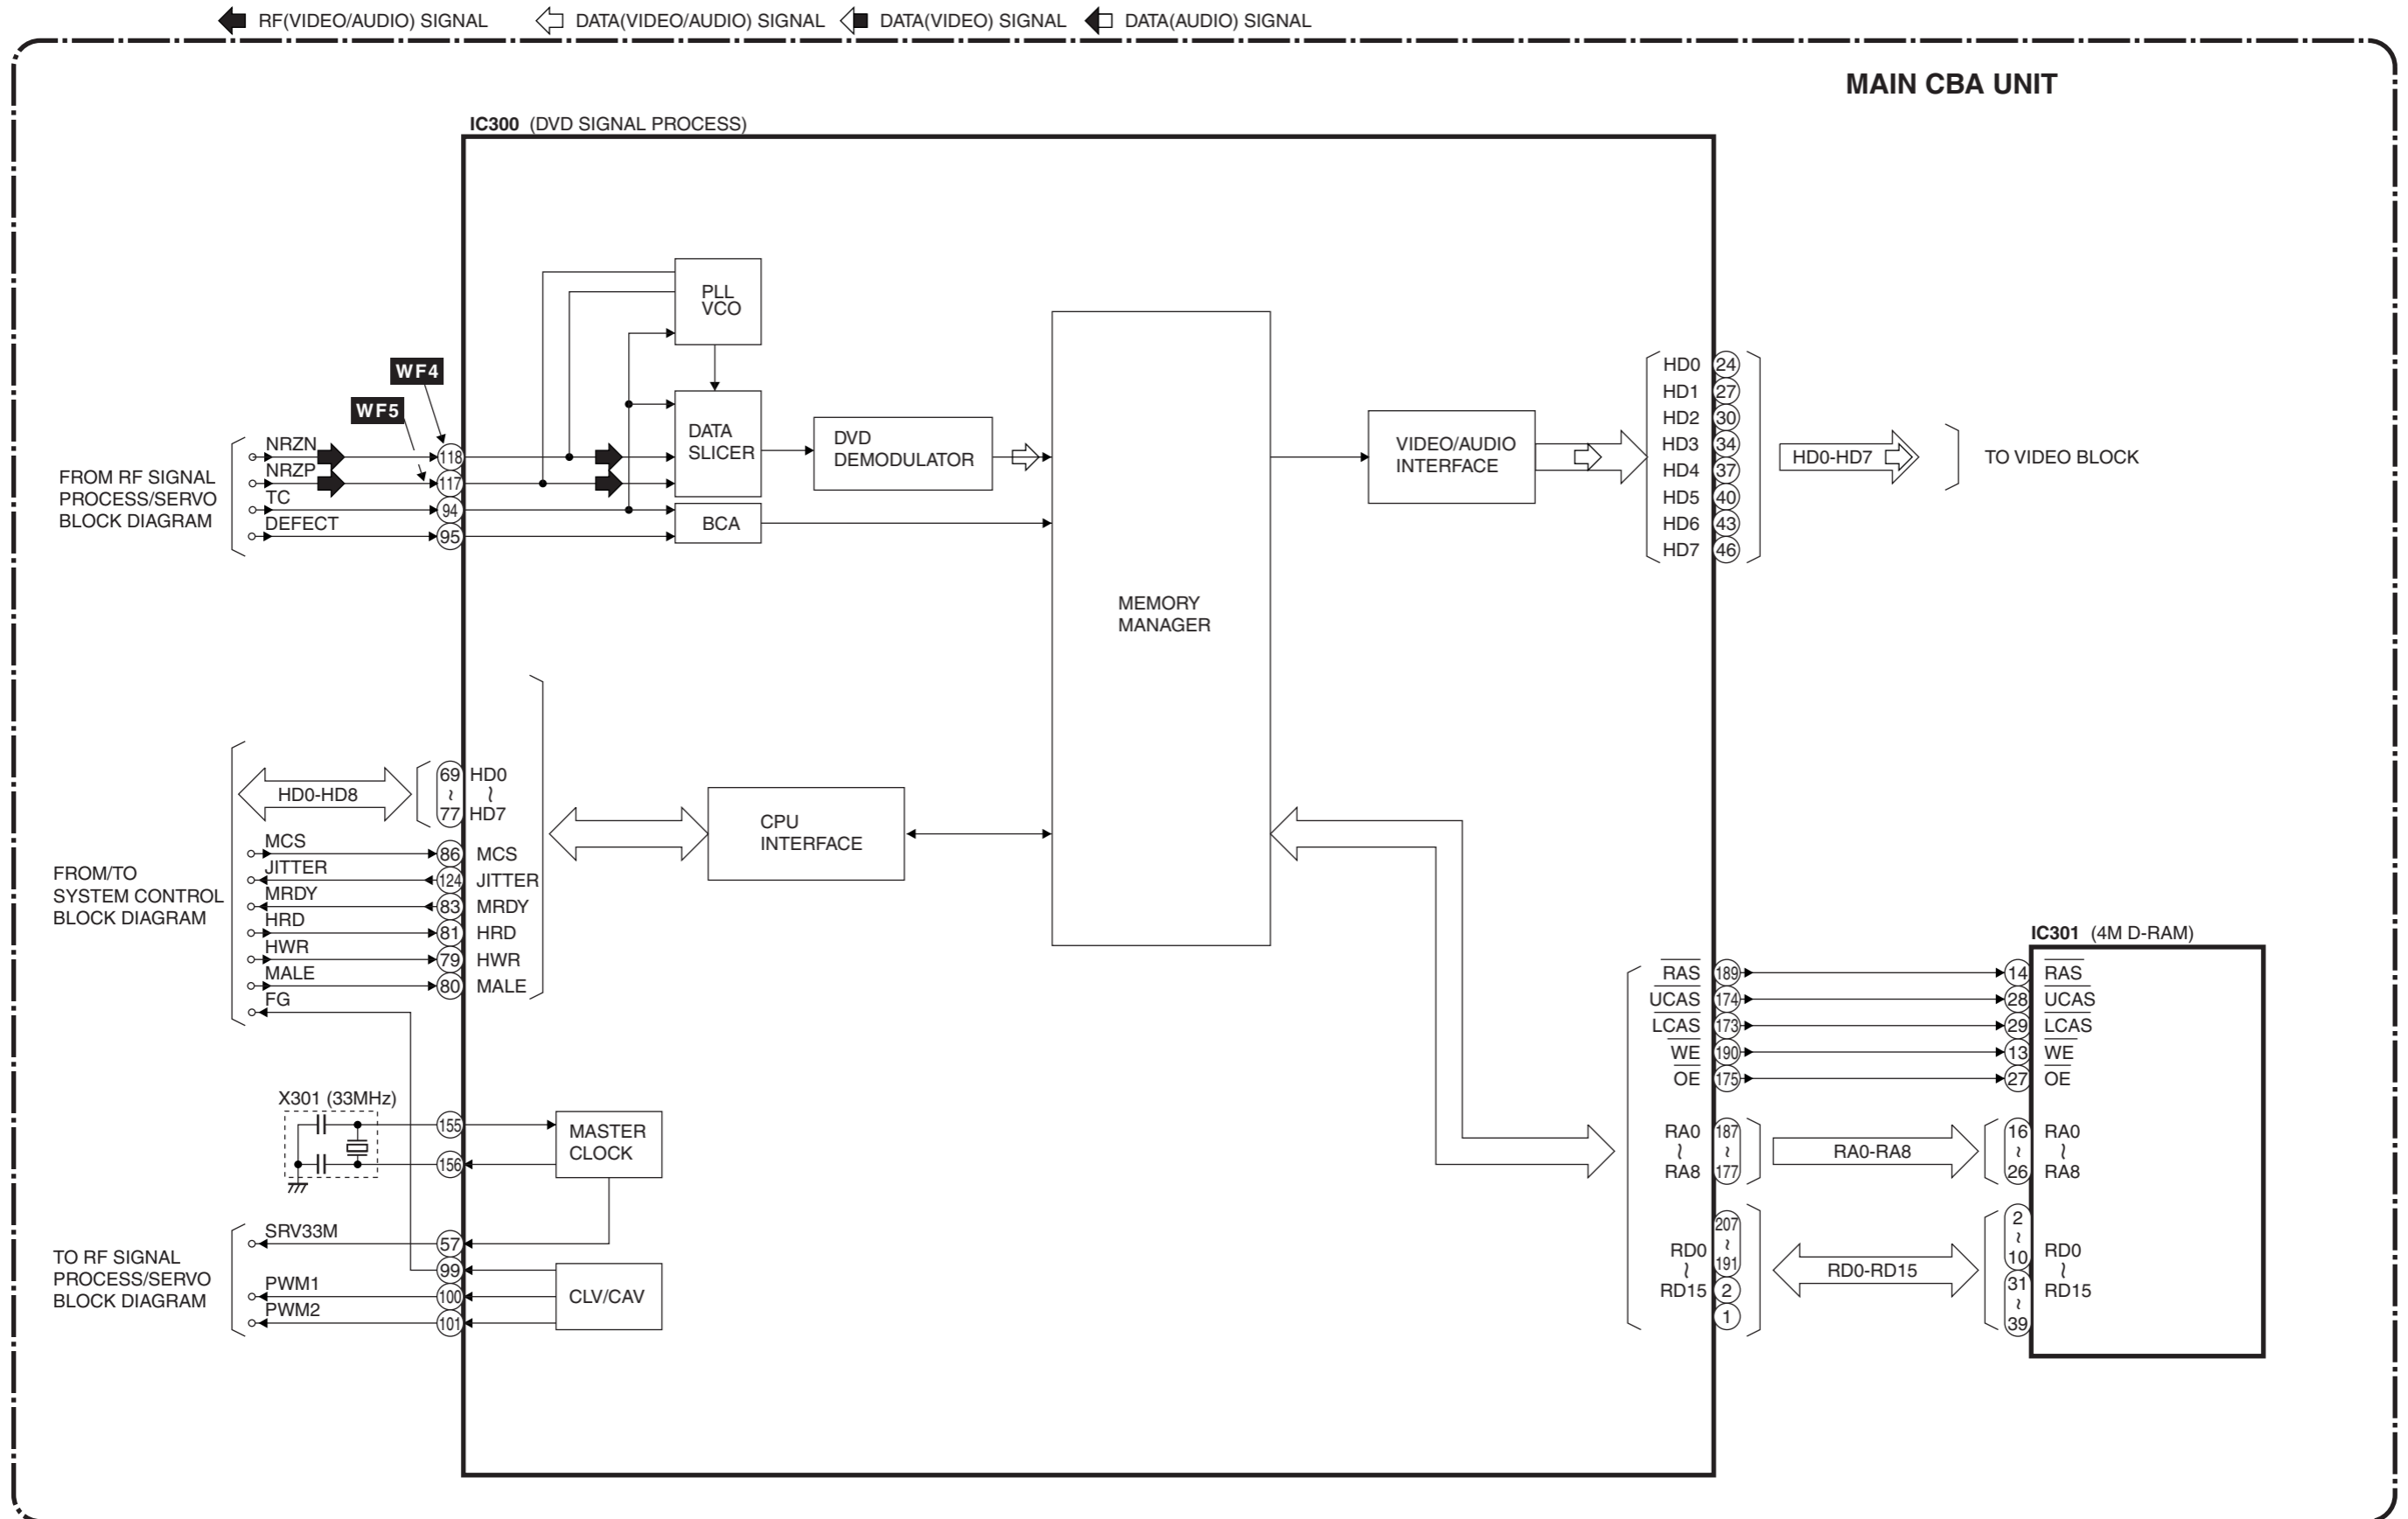 RF(VIDEO/AUDIO) SIGNAL DATA(VIDEO/AUDIO) SIGNAL DATA(VIDEO) SIGNAL DATA(AUDIO) SIGNAL
MAIN CBA UNIT
IC300 (DVD SIGNAL PROCESS)
PLL
VCO
WF4
WF5
FROM RF SIGNAL
PROCESS/SERVO
BLOCK DIAGRAM
NRZN
118
NRZP
117
TC
94
DEFECT
95
DATA
SLICER
BCA
DVD
DEMODULATOR
MEMORY
MANAGER
VIDEO/AUDIO
INTERFACE
HD0 24
HD1 27
HD2 30
HD3 34
HD4 37
HD5 40
HD6 43
HD7 46
HD0-HD7
TO VIDEO BLOCK
FROM/TO
SYSTEM CONTROL
BLOCK DIAGRAM
HD0-HD8
69 HD0
~ ~
77 HD7
MCS
86 MCS
JITTER
124 JITTER
MRDY
83 MRDY
HRD
81 HRD
HWR
79 HWR
MALE
80 MALE
FG
CPU
INTERFACE
X301 (33MHz)
155
156
MASTER
CLOCK
TO RF SIGNAL
PROCESS/SERVO
BLOCK DIAGRAM
SRV33M
57
99
PWM1
100
PWM2
101
CLV/CAV
IC301 (4M D-RAM)
RAS 189 14 RAS
UCAS 174 28 UCAS
LCAS 173 29 LCAS
WE 190 13 WE
OE 175 27 OE
RA0 187 16 RA0
~ ~ RA0-RA8 ~ ~
RA8 177 26 RA8
207 2
~ ~
RD0 191 10 RD0
~ RD0-RD15 31 ~
RD15 2 ~ RD15
1 39